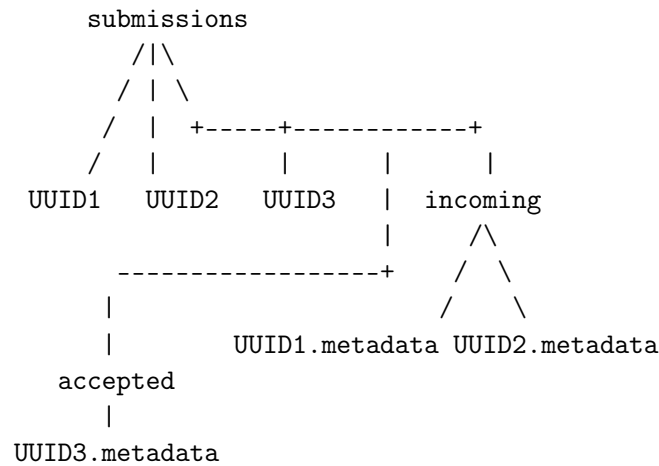 submissions
/|\
/ | \
/ | +-----+------------+
/ | | | |
UUID1 UUID2 UUID3 | incoming
| /\
------------------+ / \
| / \
| UUID1.metadata UUID2.metadata
accepted
|
UUID3.metadata